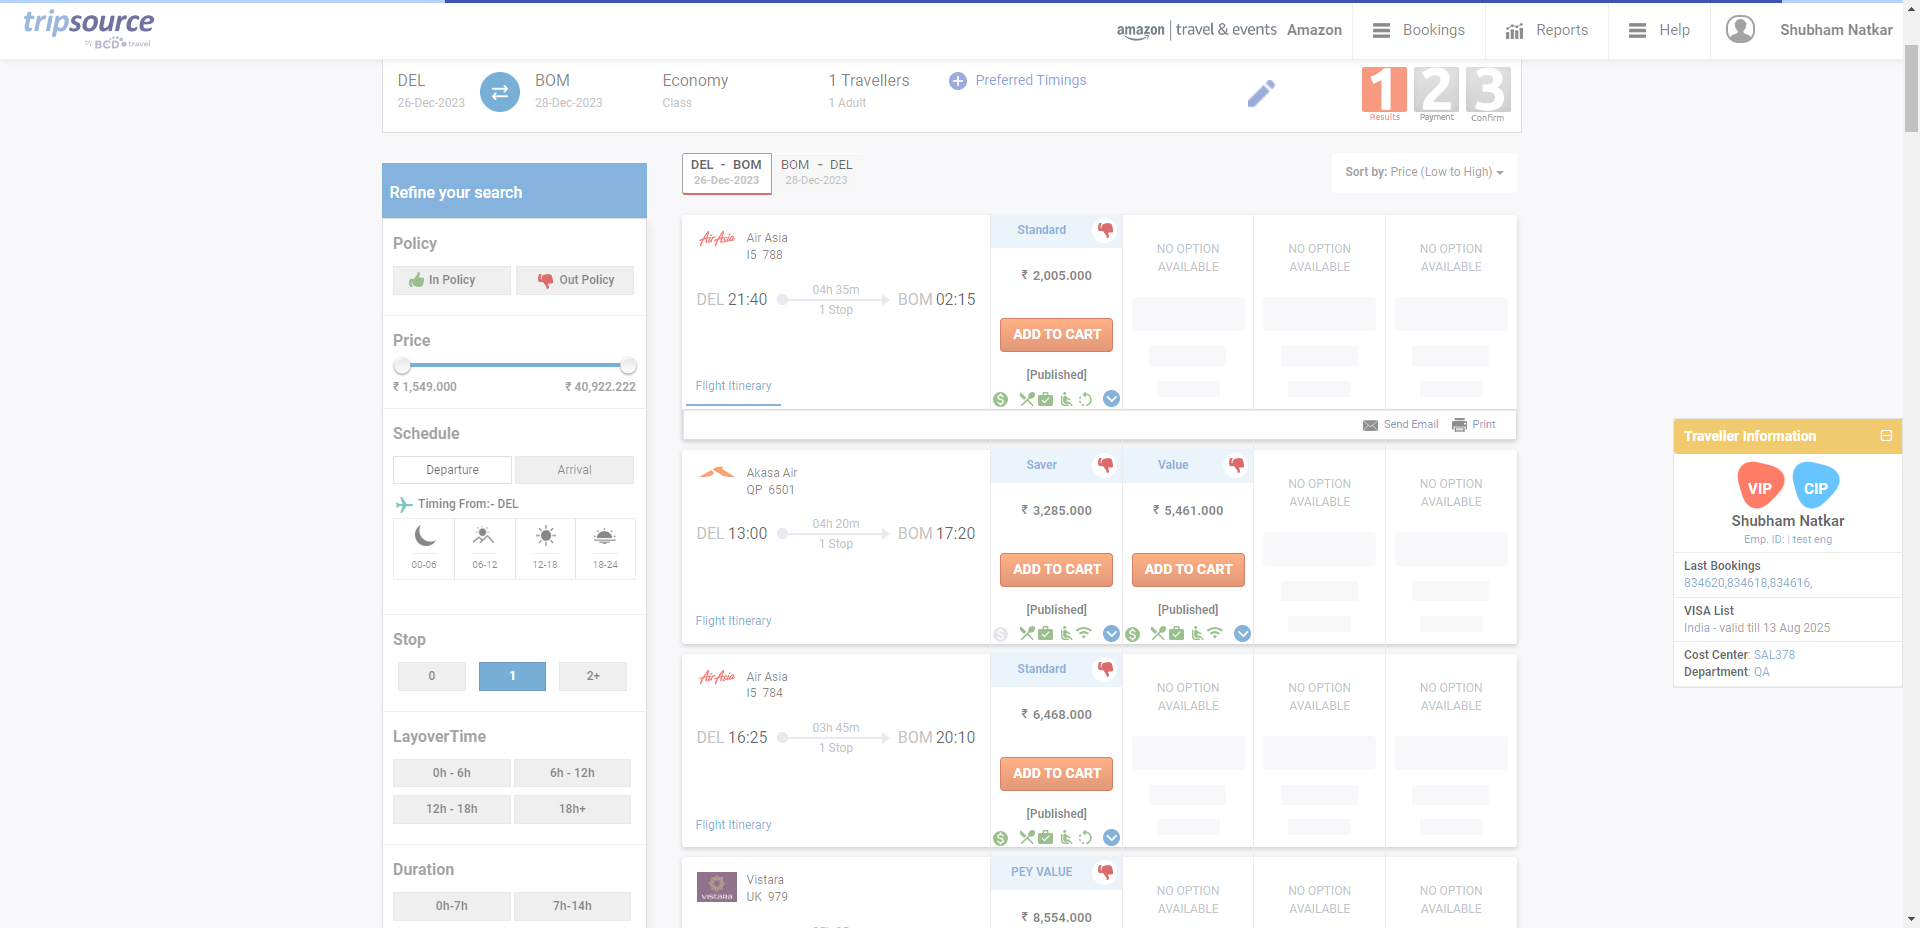 tripsource
by BCD travel
amazon | travel & events Amazon
Bookings
Reports
Help
Shubham Natkar
DEL
26-Dec-2023
BOM
28-Dec-2023
Economy
Class
1 Travellers
1 Adult
Preferred Timings
1 2 3
Results Payment Confirm
DEL - BOM
26-Dec-2023
BOM - DEL
28-Dec-2023
Sort by: Price (Low to High)
Refine your search
Policy
In Policy
Out Policy
Price
₹ 1,549.000
₹ 40,922.222
Schedule
Departure
Arrival
Timing From:- DEL
00-06
06-12
12-18
18-24
Stop
0
1
2+
LayoverTime
0h - 6h
6h - 12h
12h - 18h
18h+
Duration
0h-7h
7h-14h
AirAsia
Air Asia
I5 788
DEL 21:40
04h 35m
1 Stop
BOM 02:15
Flight Itinerary
Standard
₹ 2,005.000
ADD TO CART
[Published]
NO OPTION
AVAILABLE
NO OPTION
AVAILABLE
NO OPTION
AVAILABLE
Send Email
Print
Akasa Air
QP 6501
DEL 13:00
04h 20m
1 Stop
BOM 17:20
Flight Itinerary
Saver
₹ 3,285.000
ADD TO CART
[Published]
Value
₹ 5,461.000
ADD TO CART
[Published]
NO OPTION
AVAILABLE
NO OPTION
AVAILABLE
AirAsia
Air Asia
I5 784
DEL 16:25
03h 45m
1 Stop
BOM 20:10
Flight Itinerary
Standard
₹ 6,468.000
ADD TO CART
[Published]
NO OPTION
AVAILABLE
NO OPTION
AVAILABLE
NO OPTION
AVAILABLE
VISTARA
Vistara
UK 979
PEY VALUE
₹ 8,554.000
NO OPTION
AVAILABLE
NO OPTION
AVAILABLE
NO OPTION
AVAILABLE
Traveller Information
VIP
CIP
Shubham Natkar
Emp. ID: | test eng
Last Bookings
834620,834618,834616,
VISA List
India - valid till 13 Aug 2025
Cost Center: SAL378
Department: QA